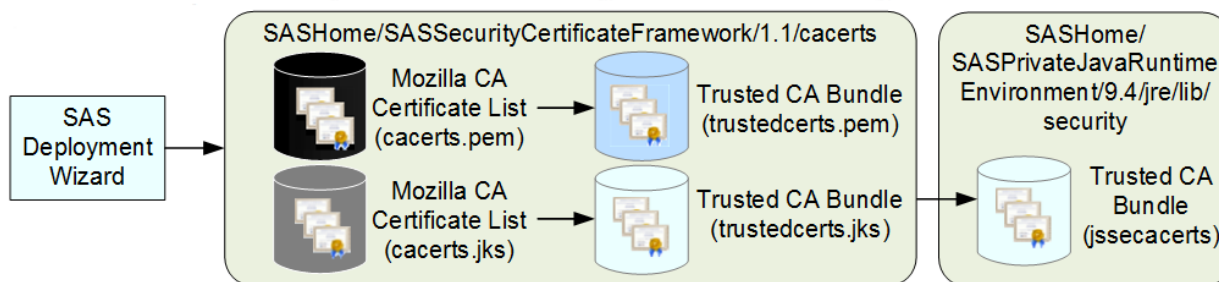 SAS
Deployment
Wizard
SASHome/SASSecurityCertificateFramework/1.1/cacerts
Mozilla CA
Certificate List
(cacerts.pem)
Trusted CA Bundle
(trustedcerts.pem)
Mozilla CA
Certificate List
(cacerts.jks)
Trusted CA Bundle
(trustedcerts.jks)
SASHome/
SASPrivateJavaRuntime
Environment/9.4/jre/lib/
security
Trusted CA
Bundle
(jssecacerts)